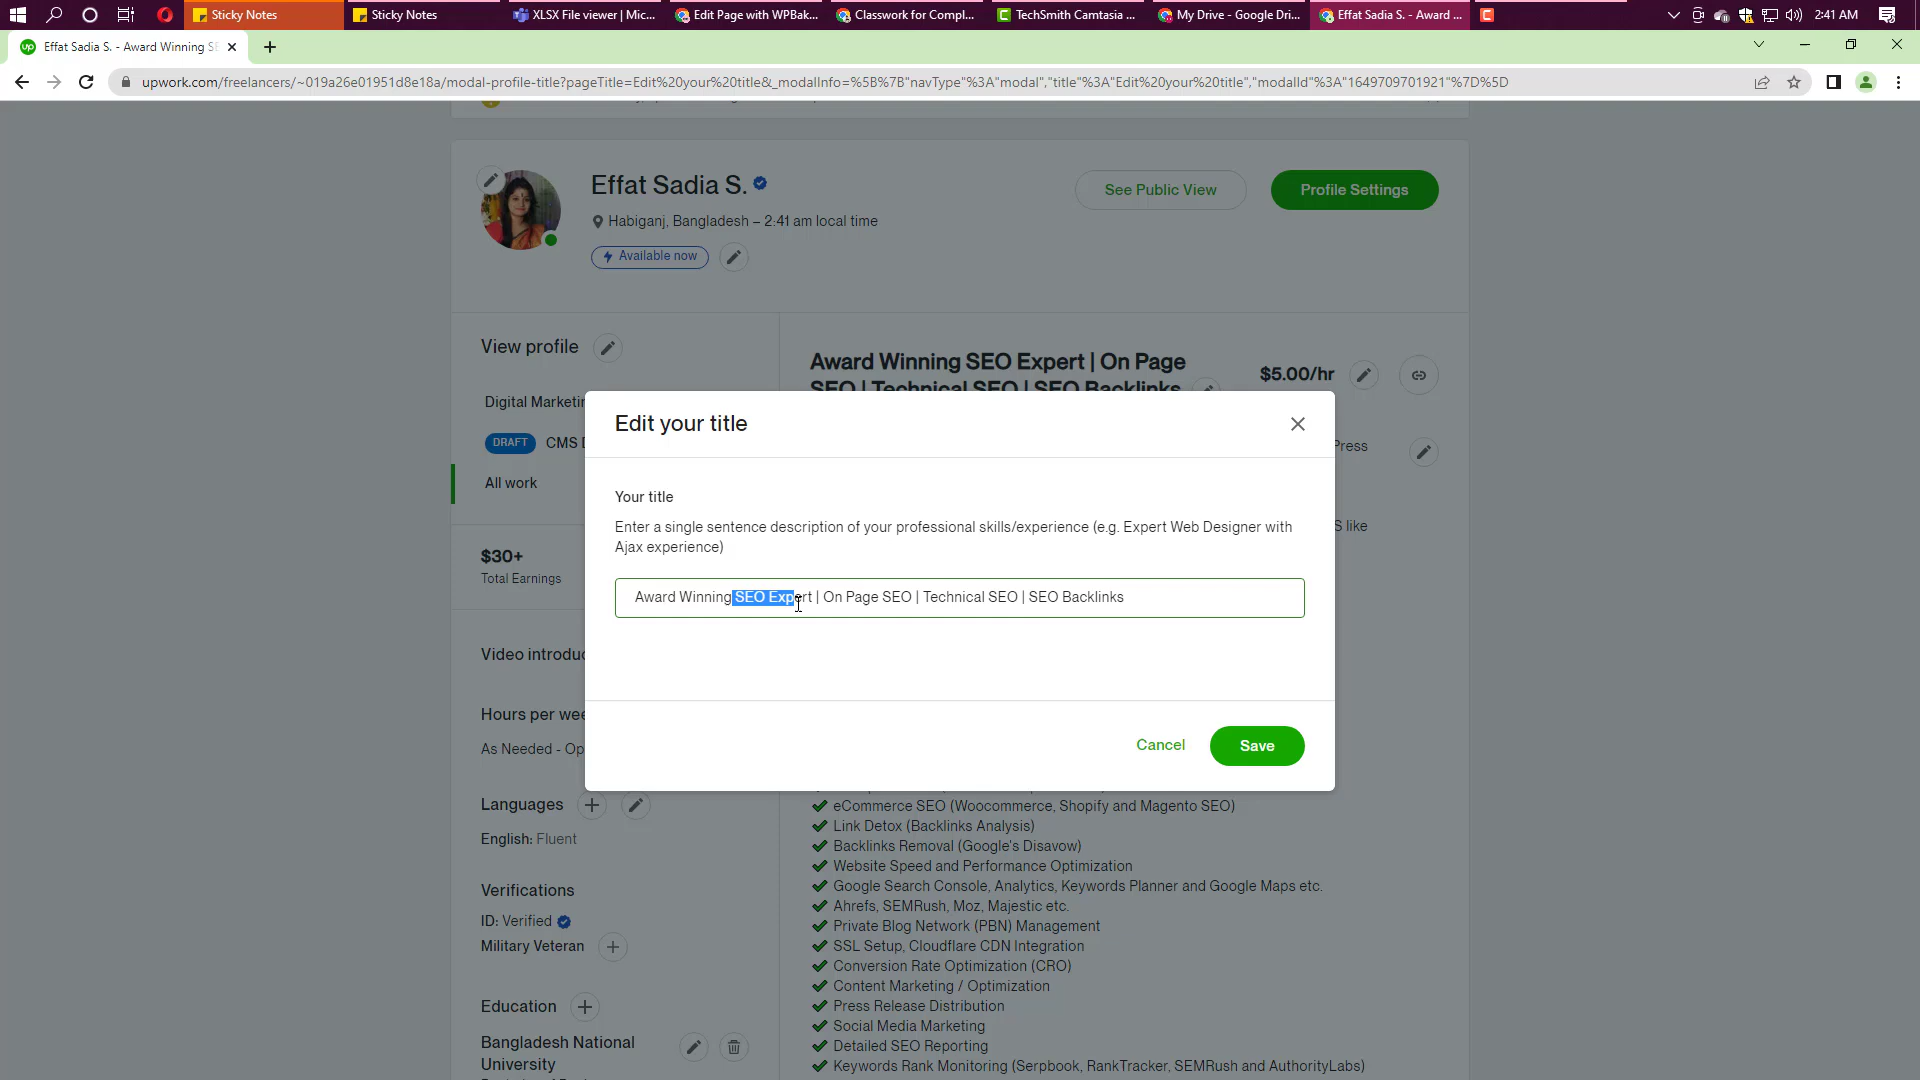 Sticky Notes
Sticky Notes
XLSX File viewer | Mic...
Edit Page with WPBak...
Classwork for Compl...
TechSmith Camtasia ...
My Drive - Google Dri...
Effat Sadia S. - Award ...
2:41 AM
Effat Sadia S. - Award Winning SE
upwork.com/freelancers/~019a26e01951d8e18a/modal-profile-title?pageTitle=Edit%20your%20title&_modalInfo=%5B%7B"navType"%3A"modal","title"%3A"Edit%20your%20title","modalId"%3A"1649709701921"%7D%5D
Effat Sadia S.
Habiganj, Bangladesh – 2:41 am local time
Available now
See Public View
Profile Settings
View profile
Digital Marketin
DRAFT CMS D
All work
$30+
Total Earnings
Video introduc
Hours per wee
As Needed - Op
Languages
English: Fluent
Verifications
ID: Verified
Military Veteran
Education
Bangladesh National
University
Award Winning SEO Expert | On Page
SEO | Technical SEO | SEO Backlinks
$5.00/hr
Press
S like
Edit your title
Your title
Enter a single sentence description of your professional skills/experience (e.g. Expert Web Designer with
Ajax experience)
Award Winning SEO Expert | On Page SEO | Technical SEO | SEO Backlinks
Cancel
Save
eCommerce SEO (Woocommerce, Shopify and Magento SEO)
Link Detox (Backlinks Analysis)
Backlinks Removal (Google's Disavow)
Website Speed and Performance Optimization
Google Search Console, Analytics, Keywords Planner and Google Maps etc.
Ahrefs, SEMRush, Moz, Majestic etc.
Private Blog Network (PBN) Management
SSL Setup, Cloudflare CDN Integration
Conversion Rate Optimization (CRO)
Content Marketing / Optimization
Press Release Distribution
Social Media Marketing
Detailed SEO Reporting
Keywords Rank Monitoring (Serpbook, RankTracker, SEMRush and AuthorityLabs)